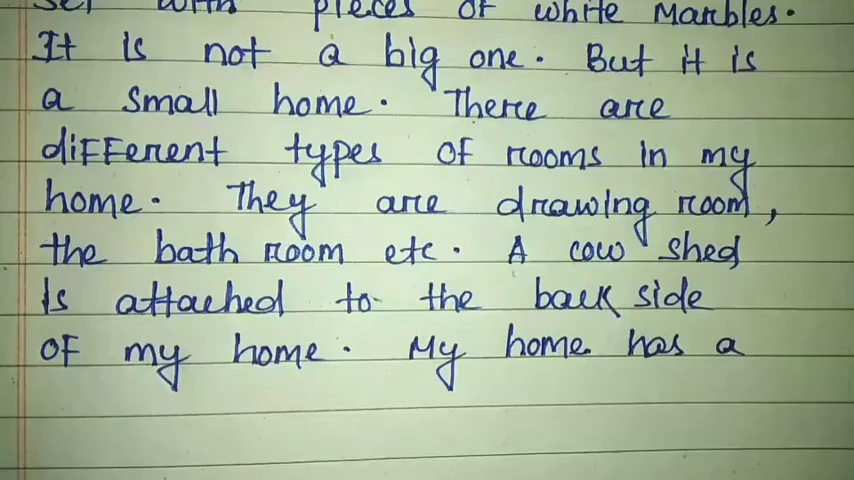 set with pieces of white Marbles.
It is not a big one. But it is
a small home. There are
different types of rooms in my
home. They are drawing room,
the bath room etc. A cow shed
is attached to the back side
of my home. My home has a